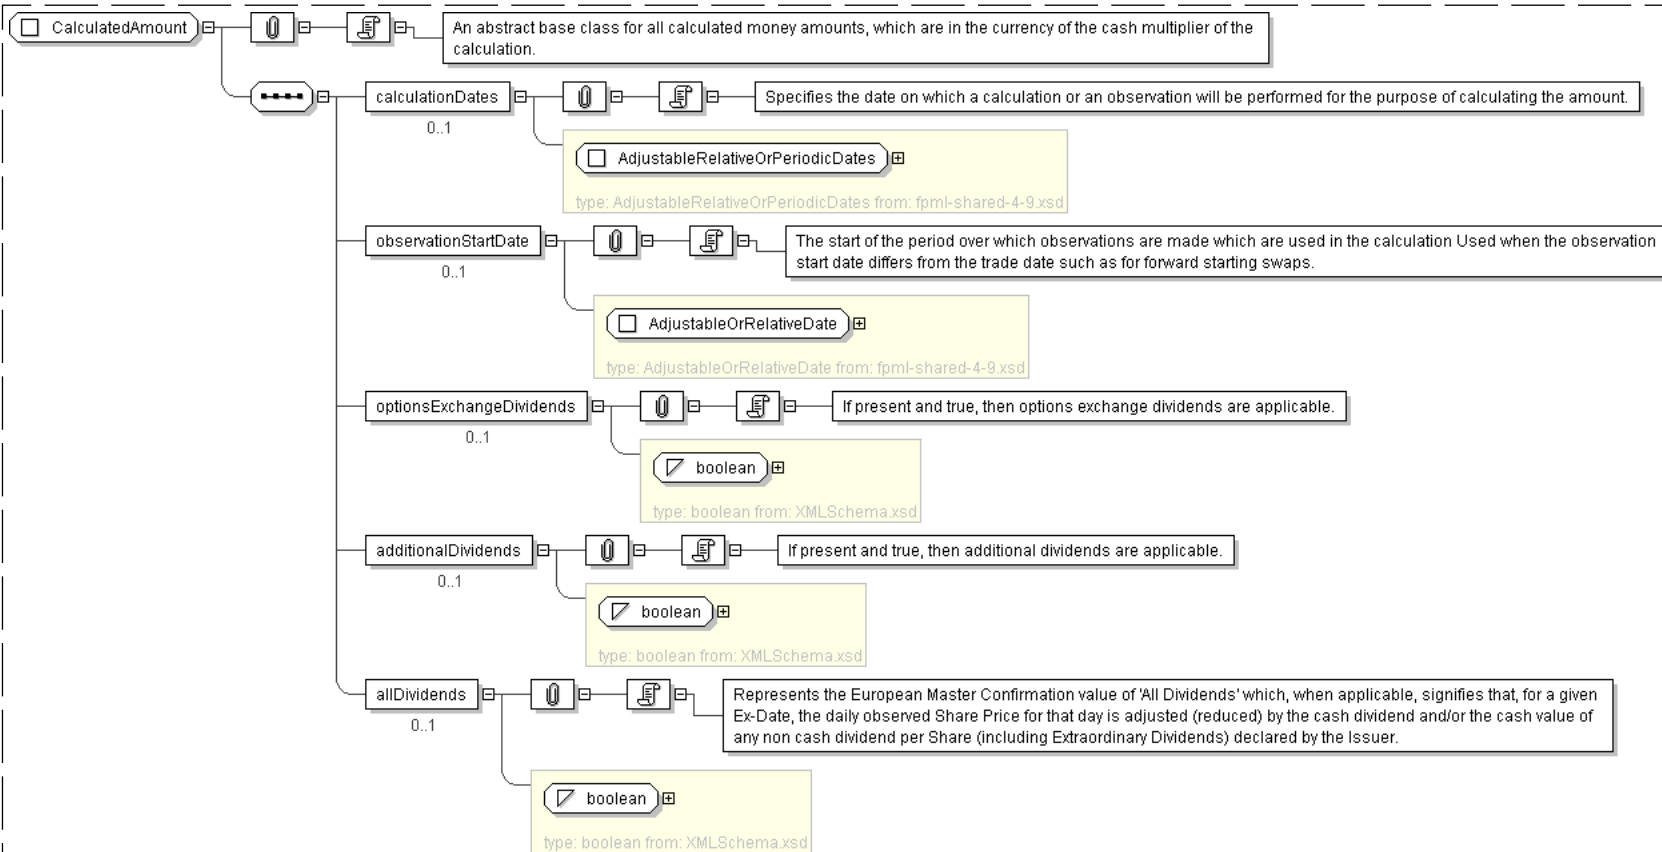 CalculatedAmount
An abstract base class for all calculated money amounts, which are in the currency of the cash multiplier of the
calculation.
calculationDates
Specifies the date on which a calculation or an observation will be performed for the purpose of calculating the amount.
0..1
AdjustableRelativeOrPeriodicDates
type: AdjustableRelativeOrPeriodicDates from: fpml-shared-4-9.xsd
observationStartDate
The start of the period over which observations are made which are used in the calculation Used when the observation
start date differs from the trade date such as for forward starting swaps.
0..1
AdjustableOrRelativeDate
type: AdjustableOrRelativeDate from: fpml-shared-4-9.xsd
optionsExchangeDividends
If present and true, then options exchange dividends are applicable.
0..1
boolean
type: boolean from: XMLSchema.xsd
additionalDividends
If present and true, then additional dividends are applicable.
0..1
boolean
type: boolean from: XMLSchema.xsd
allDividends
Represents the European Master Confirmation value of 'All Dividends' which, when applicable, signifies that, for a given
Ex-Date, the daily observed Share Price for that day is adjusted (reduced) by the cash dividend and/or the cash value of
any non cash dividend per Share (including Extraordinary Dividends) declared by the Issuer.
0..1
boolean
type: boolean from: XMLSchema.xsd